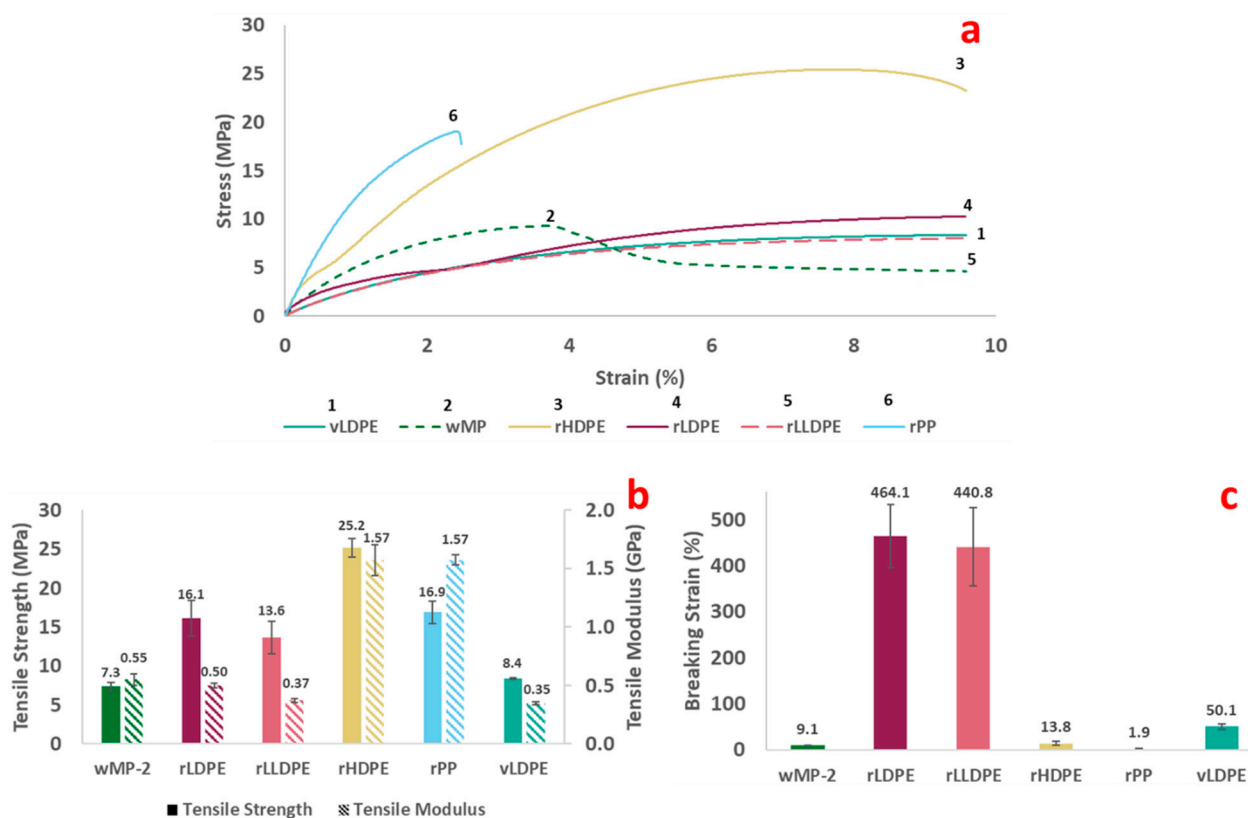 a
30
25
20
15
10
5
0
Stress (MPa)
6
3
2
4
1
5
0 2 4 6 8 10
Strain (%)
1 2 3 4 5 6
vLDPE wMP rHDPE rLDPE rLLDPE rPP
b
30
25
20
15
10
5
0
Tensile Strength (MPa)
7.3 0.55 16.1 0.50 13.6 0.37 25.2 1.57 16.9 1.57 8.4 0.35
2.0
1.5
1.0
0.5
0.0
Tensile Modulus (GPa)
wMP-2 rLDPE rLLDPE rHDPE rPP vLDPE
Tensile Strength Tensile Modulus
c
500
400
300
200
100
0
Breaking Strain (%)
9.1 464.1 440.8 13.8 1.9 50.1
wMP-2 rLDPE rLLDPE rHDPE rPP vLDPE